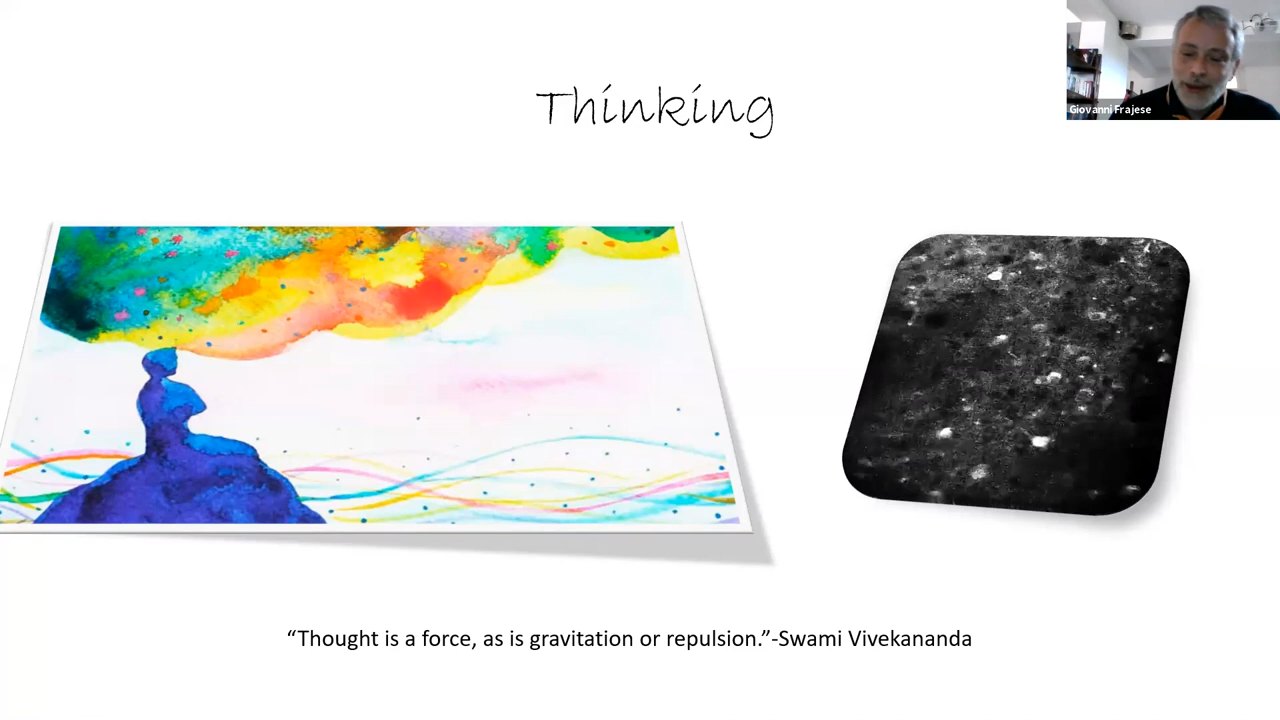 Thinking
Giovanni Frajese
“Thought is a force, as is gravitation or repulsion.”-Swami Vivekananda